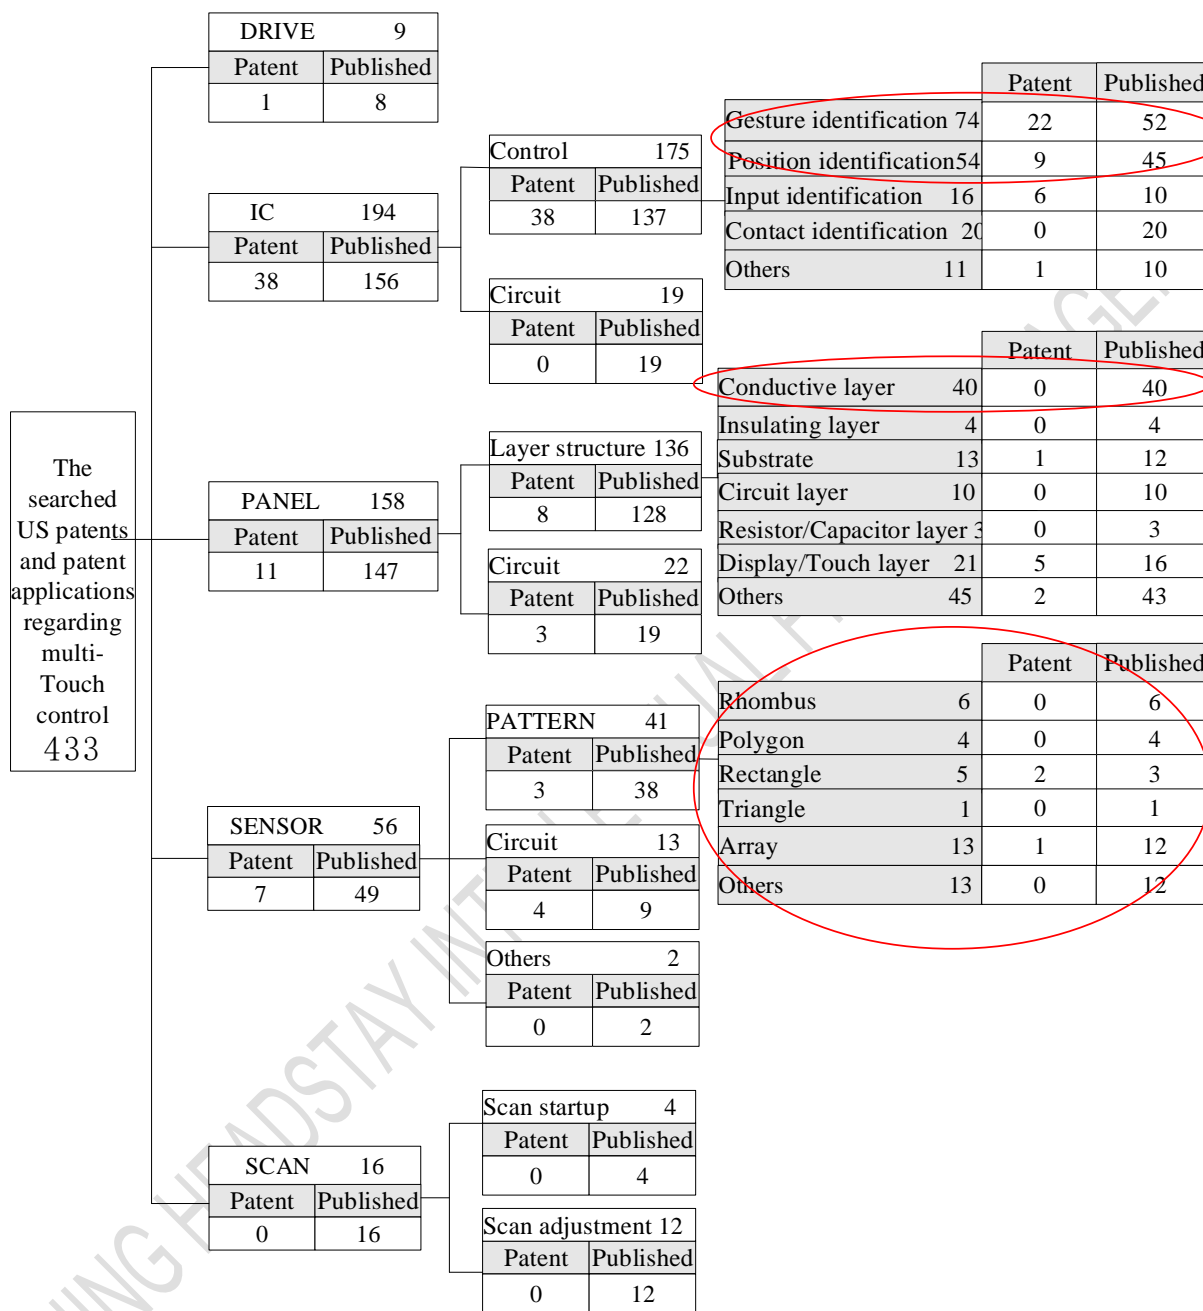 The
searched
US patents
and patent
applications
regarding
multi-
Touch
control
433
DRIVE 9
Patent Published
1 8
IC 194
Patent Published
38 156
Control 175
Patent Published
38 137
Patent Published
Gesture identification 74 22 52
Position identification54 9 45
Input identification 16 6 10
Contact identification 20 0 20
Others 11 1 10
Circuit 19
Patent Published
0 19
PANEL 158
Patent Published
11 147
Layer structure 136
Patent Published
8 128
Patent Published
Conductive layer 40 0 40
Insulating layer 4 0 4
Substrate 13 1 12
Circuit layer 10 0 10
Resistor/Capacitor layer 3 0 3
Display/Touch layer 21 5 16
Others 45 2 43
Circuit 22
Patent Published
3 19
SENSOR 56
Patent Published
7 49
PATTERN 41
Patent Published
3 38
Patent Published
Rhombus 6 0 6
Polygon 4 0 4
Rectangle 5 2 3
Triangle 1 0 1
Array 13 1 12
Others 13 0 12
Circuit 13
Patent Published
4 9
Others 2
Patent Published
0 2
SCAN 16
Patent Published
0 16
Scan startup 4
Patent Published
0 4
Scan adjustment 12
Patent Published
0 12